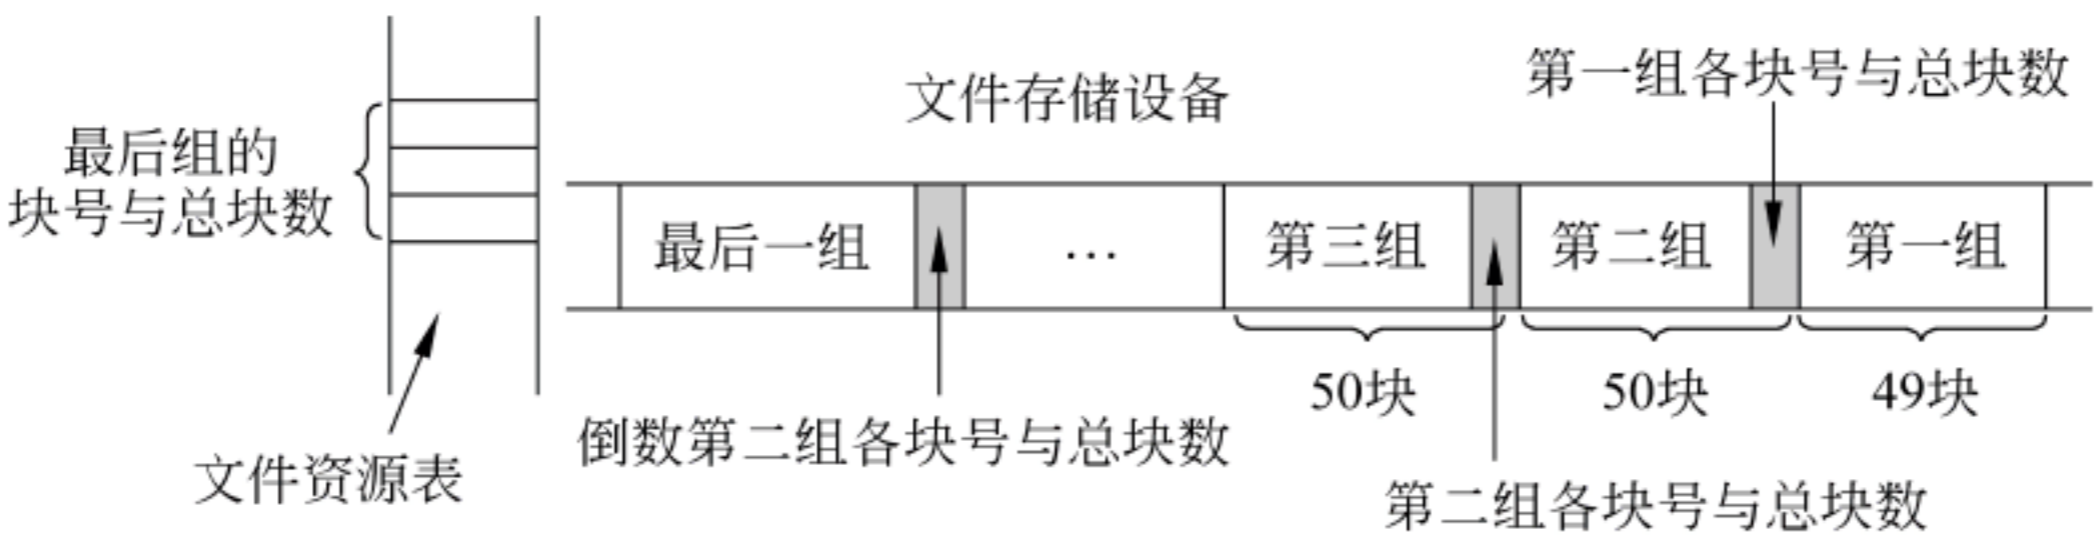 第一组各块号与总块数
文件存储设备
最后组的
块号与总块数
最后一组
…
第三组
第二组
第一组
50块
50块
49块
倒数第二组各块号与总块数
文件资源表
第二组各块号与总块数